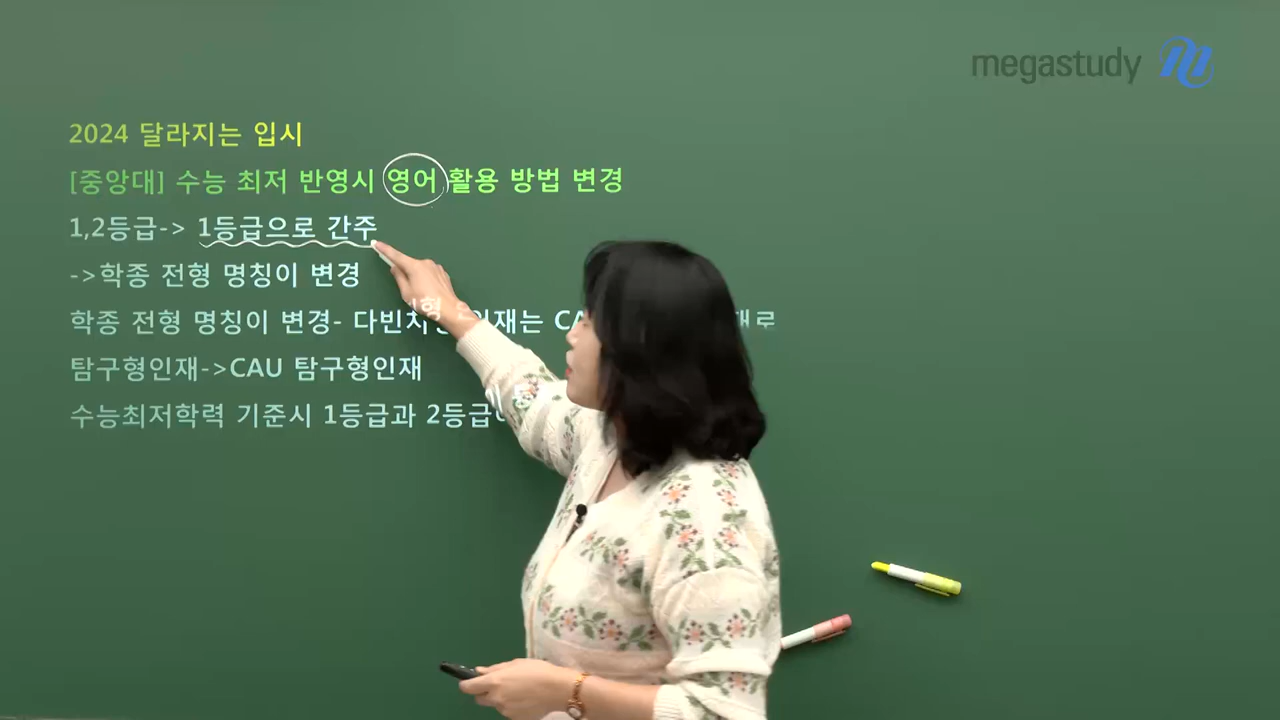 megastudy
2024 달라지는 입시
[중앙대] 수능 최저 반영시 영어 활용 방법 변경
1,2등급-> 1등급으로 간주
->학종 전형 명칭이 변경
학종 전형 명칭이 변경- 다빈치형인재는
탐구형인재->CAU 탐구형인재
수능최저학력 기준시 1등급과 2등급